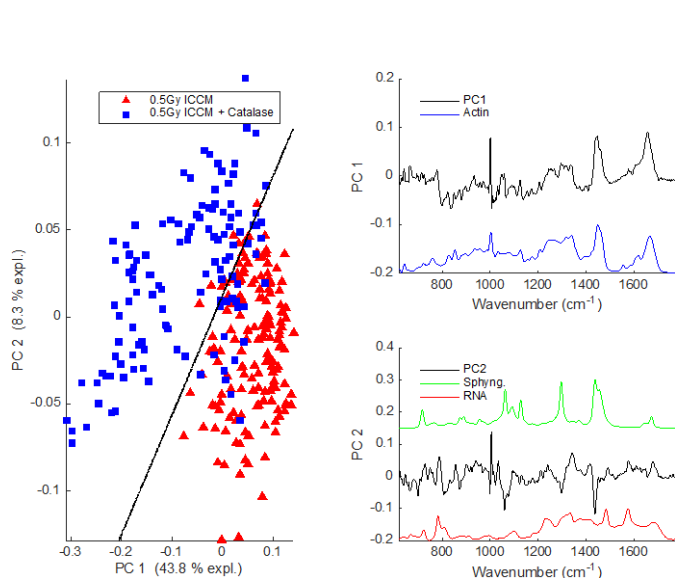 0.5Gy ICCM
0.5Gy ICCM + Catalase
0.1
0.05
0
-0.05
-0.1
PC 2 (8.3 % expl.)
-0.3
-0.2
-0.1
0
0.1
PC 1 (43.8 % expl.)
0.2
0.1
0
-0.1
-0.2
PC 1
PC1
Actin
800
1000
1200
1400
1600
Wavenumber (cm-1)
0.4
0.3
0.2
0.1
0
-0.1
-0.2
PC 2
PC2
Sphyng.
RNA
800
1000
1200
1400
1600
Wavenumber (cm-1)